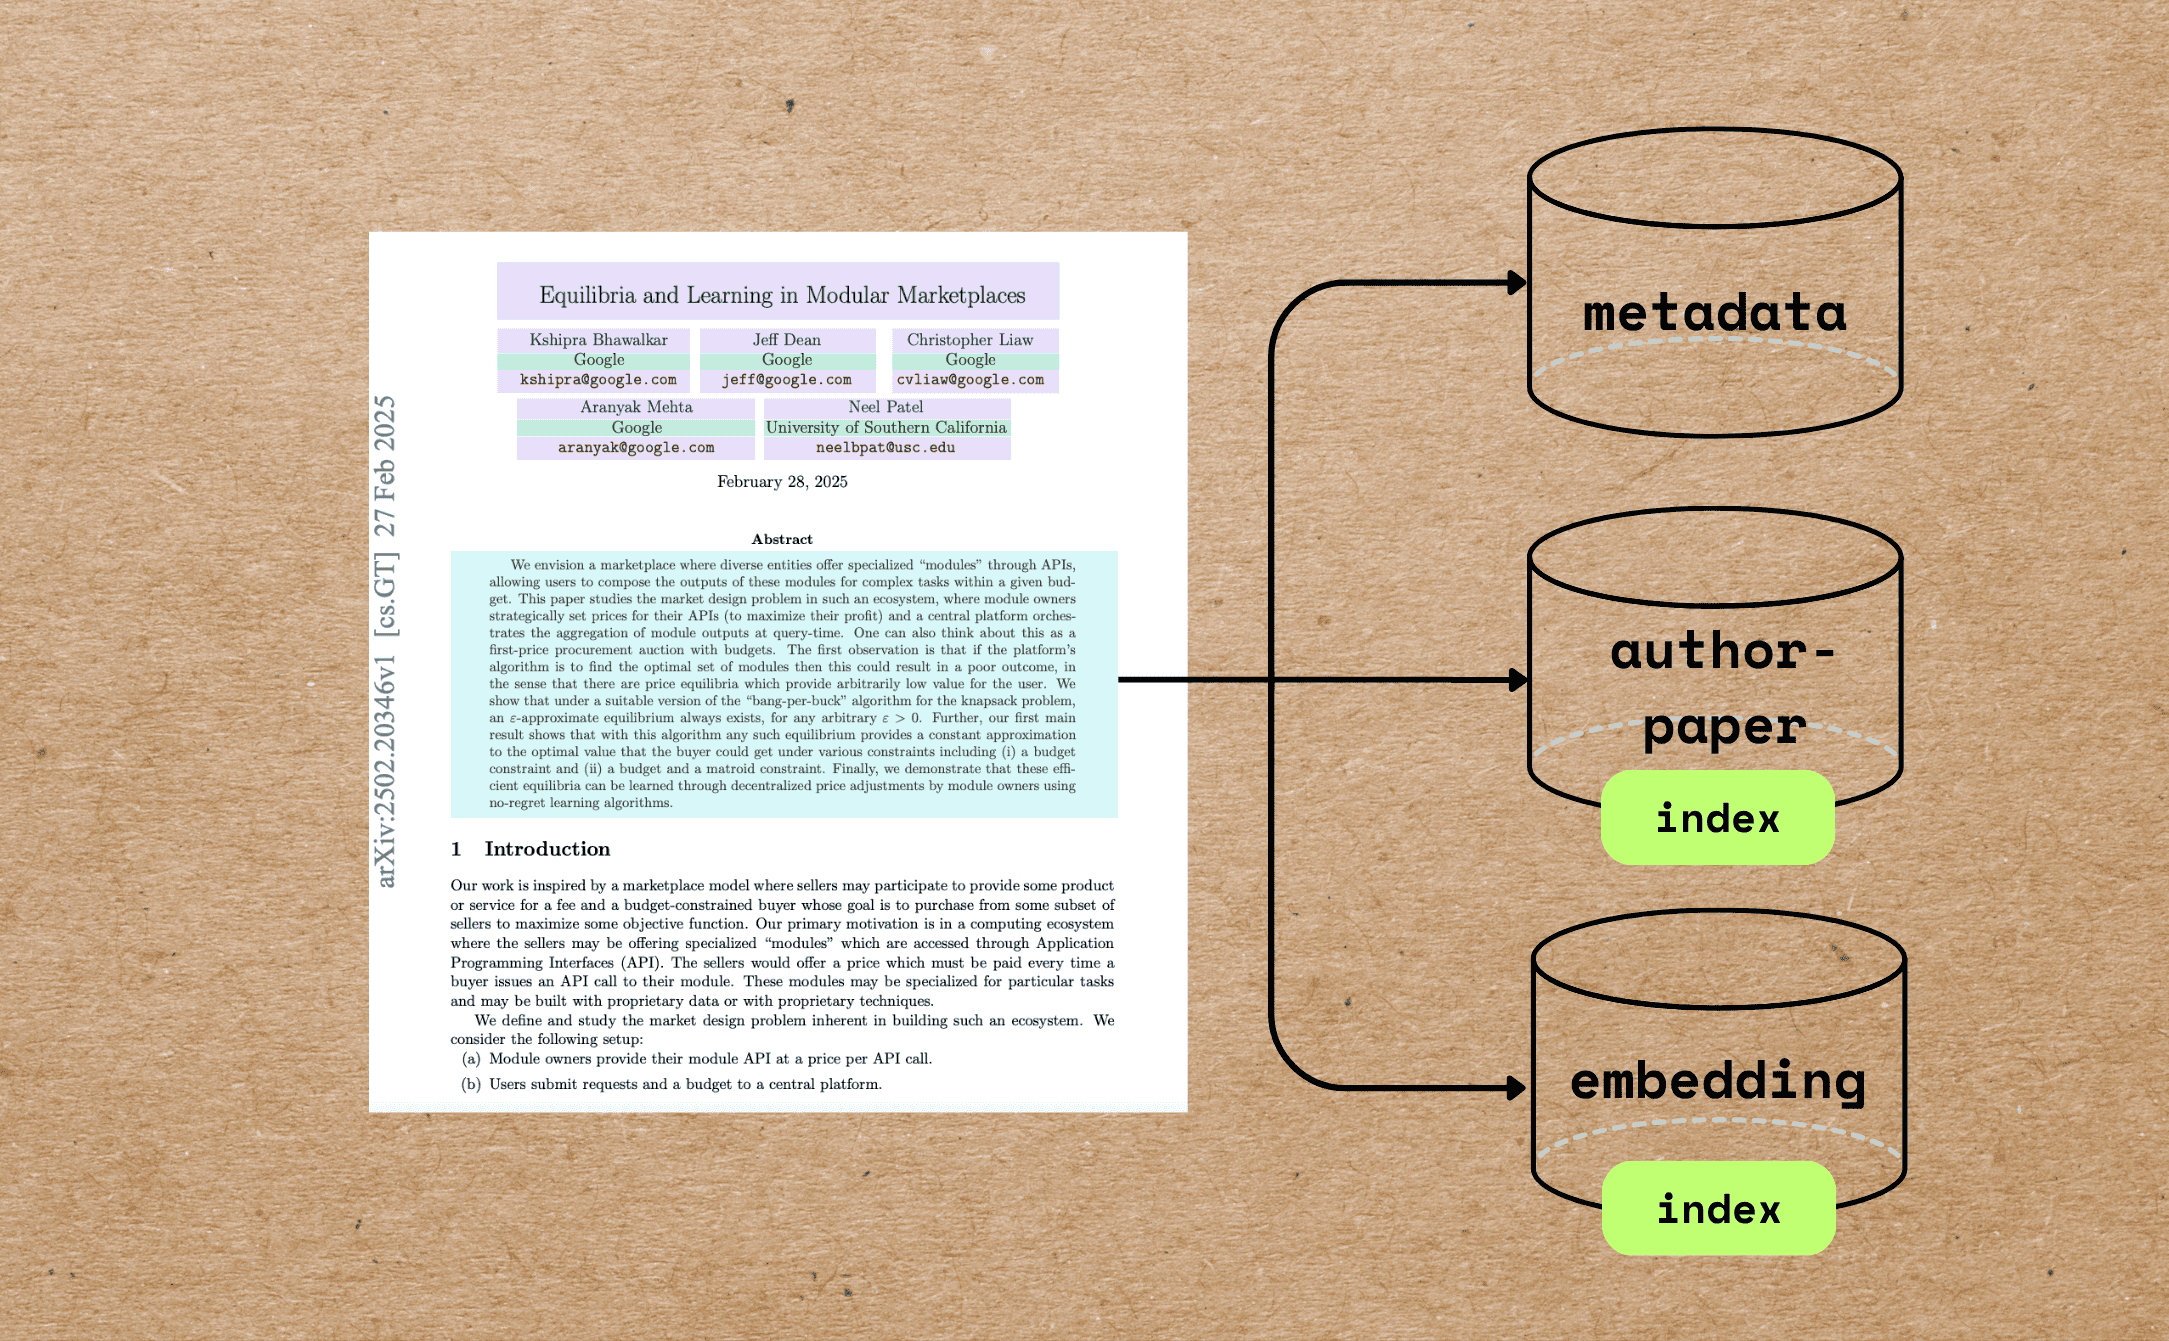 Equilibria and Learning in Modular Marketplaces
Kshipra Bhawalkar
Google
kshipra@google.com
Jeff Dean
Google
jeff@google.com
Christopher Liaw
Google
cvliaw@google.com
Aranyak Mehta
Google
aranyak@google.com
Neel Patel
University of Southern California
neelbpat@usc.edu
February 28, 2025
arXiv:2502.20346v1 [cs.GT] 27 Feb 2025
Abstract
We envision a marketplace where diverse entities offer specialized “modules” through APIs,
allowing users to compose the outputs of these modules for complex tasks within a given bud-
get. This paper studies the market design problem in such an ecosystem, where module owners
strategically set prices for their APIs (to maximize their profit) and a central platform orches-
trates the aggregation of module outputs at query-time. One can also think about this as a
first-price procurement auction with budgets. The first observation is that if the platform’s
algorithm is to find the optimal set of modules then this could result in a poor outcome, in
the sense that there are price equilibria which provide arbitrarily low value for the user. We
show that under a suitable version of the “bang-per-buck” algorithm for the knapsack problem,
an ε-approximate equilibrium always exists, for any arbitrary ε > 0. Further, our first main
result shows that with this algorithm any such equilibrium provides a constant approximation
to the optimal value that the buyer could get under various constraints including (i) a budget
constraint and (ii) a budget and a matroid constraint. Finally, we demonstrate that these effi-
cient equilibria can be learned through decentralized price adjustments by module owners using
no-regret learning algorithms.
1 Introduction
Our work is inspired by a marketplace model where sellers may participate to provide some product
or service for a fee and a budget-constrained buyer whose goal is to purchase from some subset of
sellers to maximize some objective function. Our primary motivation is in a computing ecosystem
where the sellers may be offering specialized “modules” which are accessed through Application
Programming Interfaces (API). The sellers would offer a price which must be paid every time a
buyer issues an API call to their module. These modules may be specialized for particular tasks
and may be built with proprietary data or with proprietary techniques.
We define and study the market design problem inherent in building such an ecosystem. We
consider the following setup:
(a) Module owners provide their module API at a price per API call.
(b) Users submit requests and a budget to a central platform.
metadata
author-
paper
index
embedding
index